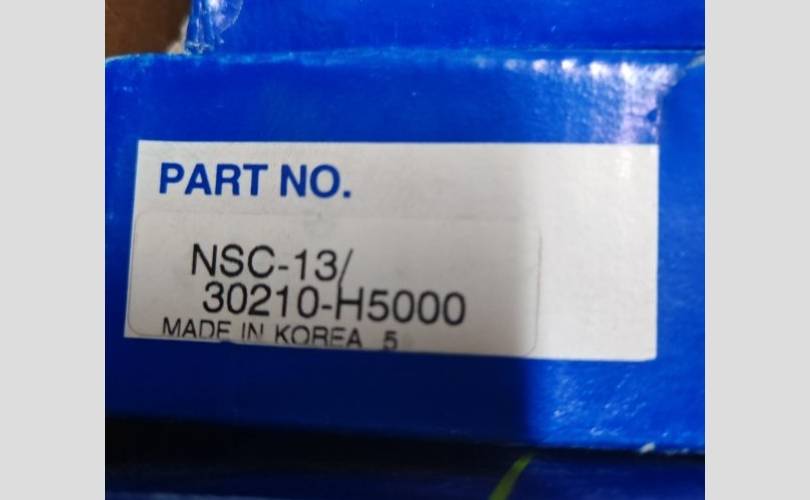 PART NO.
NSC-13/
30210-H5000
MADE IN KOREA 5